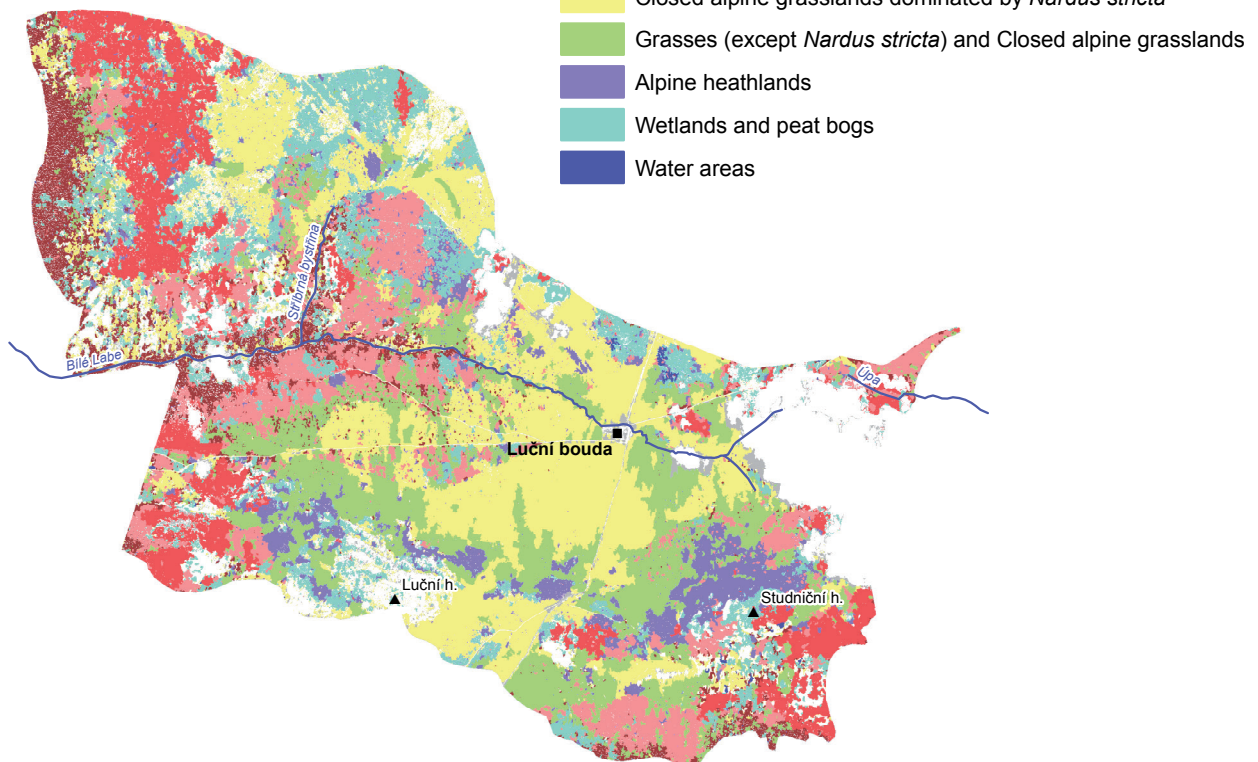 Closed alpine grasslands dominated by Nardus stricta
Grasses (except Nardus stricta) and Closed alpine grasslands
Alpine heathlands
Wetlands and peat bogs
Water areas
Stříbrná bystřina
Bílé Labe
Úpa
Luční bouda
Luční h.
Studniční h.